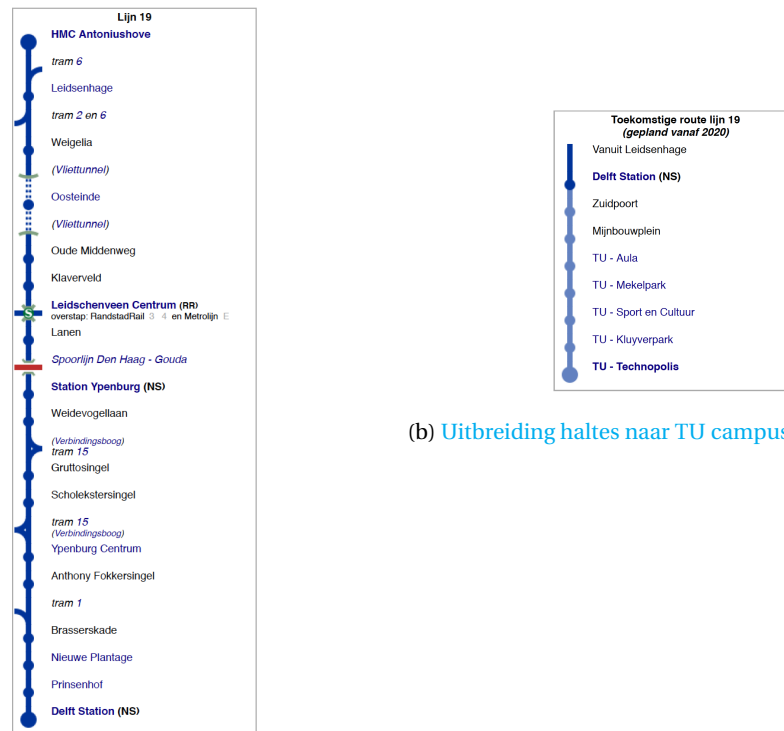 Lijn 19
HMC Antoniushove
tram 6
Leidsenhage
tram 2 en 6
Weigelia
(Vliettunnel)
Oosteinde
(Vliettunnel)
Oude Middenweg
Klaverveld
S
Leidschenveen Centrum (RR)
overstap: RandstadRail 3 4 en Metrolijn E
Lanen
Spoorlijn Den Haag - Gouda
Station Ypenburg (NS)
Weidevogellaan
(Verbindingsboog)
tram 15
Gruttosingel
Scholekstersingel
tram 15
(Verbindingsboog)
Ypenburg Centrum
Anthony Fokkersingel
tram 1
Brasserskade
Nieuwe Plantage
Prinsenhof
Delft Station (NS)
Toekomstige route lijn 19
(gepland vanaf 2020)
Vanuit Leidsenhage
Delft Station (NS)
Zuidpoort
Mijnbouwplein
TU - Aula
TU - Mekelpark
TU - Sport en Cultuur
TU - Kluyverpark
TU - Technopolis
(b) Uitbreiding haltes naar TU campus